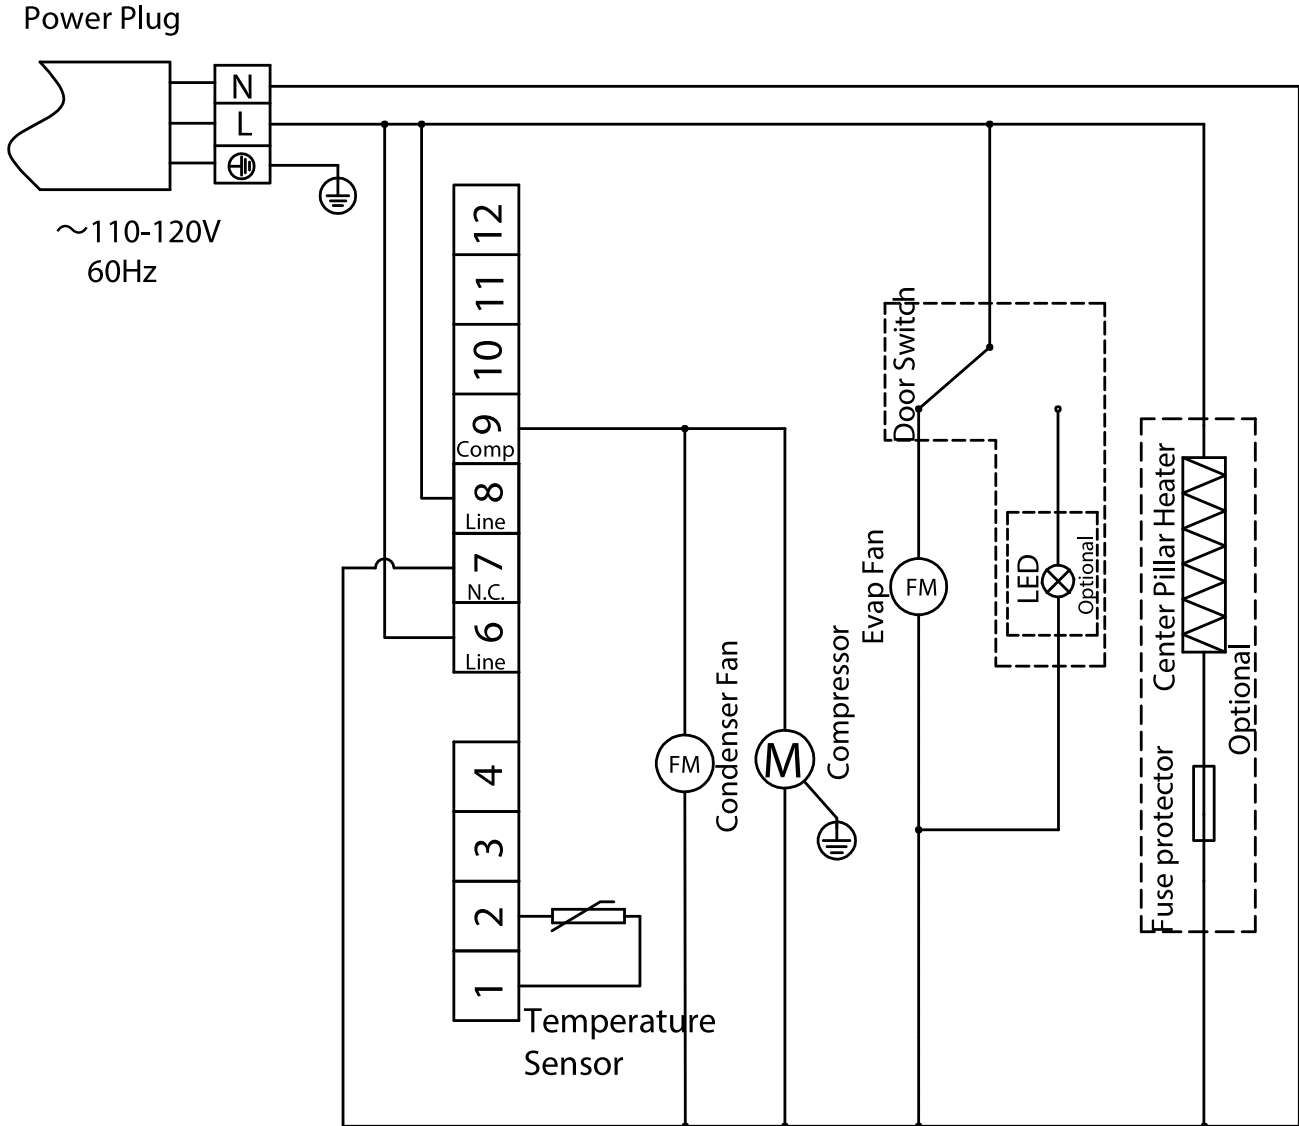 Power Plug
N
L
～110-120V
60Hz
12
11
10
9
Comp
8
Line
7
N.C.
6
Line
4
3
2
1
Temperature
Sensor
FM
Condenser Fan
M
Compressor
Door Switch
FM
Evap Fan
LED
Optional
Center Pillar Heater
Optional
Fuse protector